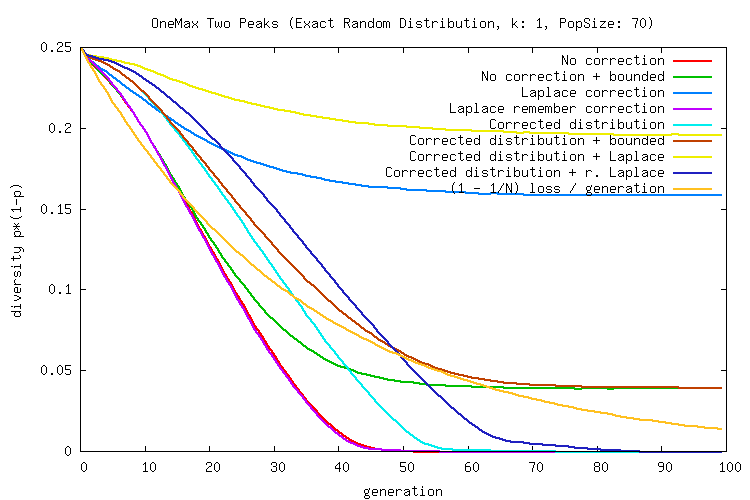 OneMax Two Peaks (Exact Random Distribution, k: 1, PopSize: 70)
0.25
0.2
0.15
0.1
0.05
0
diversity p*(1-p)
No correction
No correction + bounded
Laplace correction
Laplace remember correction
Corrected distribution
Corrected distribution + bounded
Corrected distribution + Laplace
Corrected distribution + r. Laplace
(1 - 1/N) loss / generation
0 10 20 30 40 50 60 70 80 90 100
generation